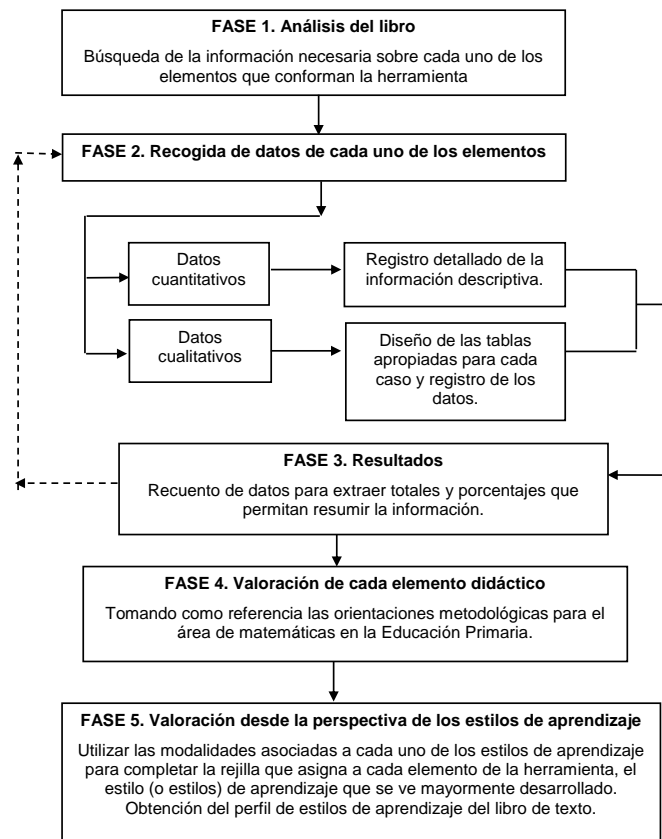 FASE 1. Análisis del libro
Búsqueda de la información necesaria sobre cada uno de los
elementos que conforman la herramienta
FASE 2. Recogida de datos de cada uno de los elementos
Datos
cuantitativos
Registro detallado de la
información descriptiva.
Datos
cualitativos
Diseño de las tablas
apropiadas para cada
caso y registro de los
datos.
FASE 3. Resultados
Recuento de datos para extraer totales y porcentajes que
permitan resumir la información.
FASE 4. Valoración de cada elemento didáctico
Tomando como referencia las orientaciones metodológicas para el
área de matemáticas en la Educación Primaria.
FASE 5. Valoración desde la perspectiva de los estilos de aprendizaje
Utilizar las modalidades asociadas a cada uno de los estilos de aprendizaje
para completar la rejilla que asigna a cada elemento de la herramienta, el
estilo (o estilos) de aprendizaje que se ve mayormente desarrollado.
Obtención del perfil de estilos de aprendizaje del libro de texto.